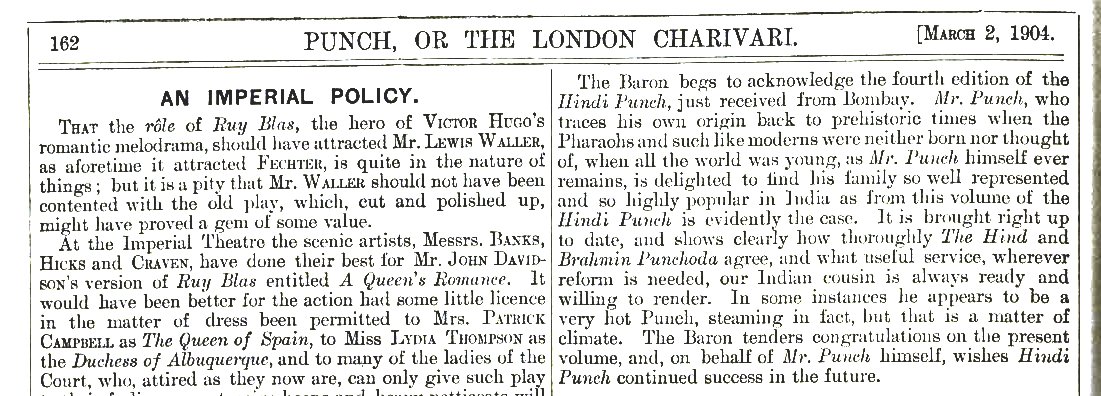 162
PUNCH, OR THE LONDON CHARIVARI.
[MARCH 2, 1904.
AN IMPERIAL POLICY.
THAT the rôle of Ruy Blas, the hero of VICTOR HUGO'S
romantic melodrama, should have attracted Mr. LEWIS WALLER,
as aforetime it attracted FECHTER, is quite in the nature of
things; but it is a pity that Mr. WALLER should not have been
contented with the old play, which, cut and polished up,
might have proved a gem of some value.
At the Imperial Theatre the scenic artists, Messrs. BANKS,
HICKS and CRAVEN, have done their best for Mr. JOHN DAVID-
SON'S version of Ruy Blas entitled A Queen's Romance. It
would have been better for the action had some little licence
in the matter of dress been permitted to Mrs. PATRICK
CAMPBELL as The Queen of Spain, to Miss LYDIA THOMPSON as
the Duchess of Albuquerque, and to many of the ladies of the
Court, who, attired as they now are, can only give such play
The Baron begs to acknowledge the fourth edition of the
Hindi Punch, just received from Bombay. Mr. Punch, who
traces his own origin back to prehistoric times when the
Pharaohs and such like moderns were neither born nor thought
of, when all the world was young, as Mr. Punch himself ever
remains, is delighted to find his family so well represented
and so highly popular in India as from this volume of the
Hindi Punch is evidently the case. It is brought right up
to date, and shows clearly how thoroughly The Hind and
Brahmin Punchoda agree, and what useful service, wherever
reform is needed, our Indian cousin is always ready and
willing to render. In some instances he appears to be a
very hot Punch, steaming in fact, but that is a matter of
climate. The Baron tenders congratulations on the present
volume, and, on behalf of Mr. Punch himself, wishes Hindi
Punch continued success in the future.